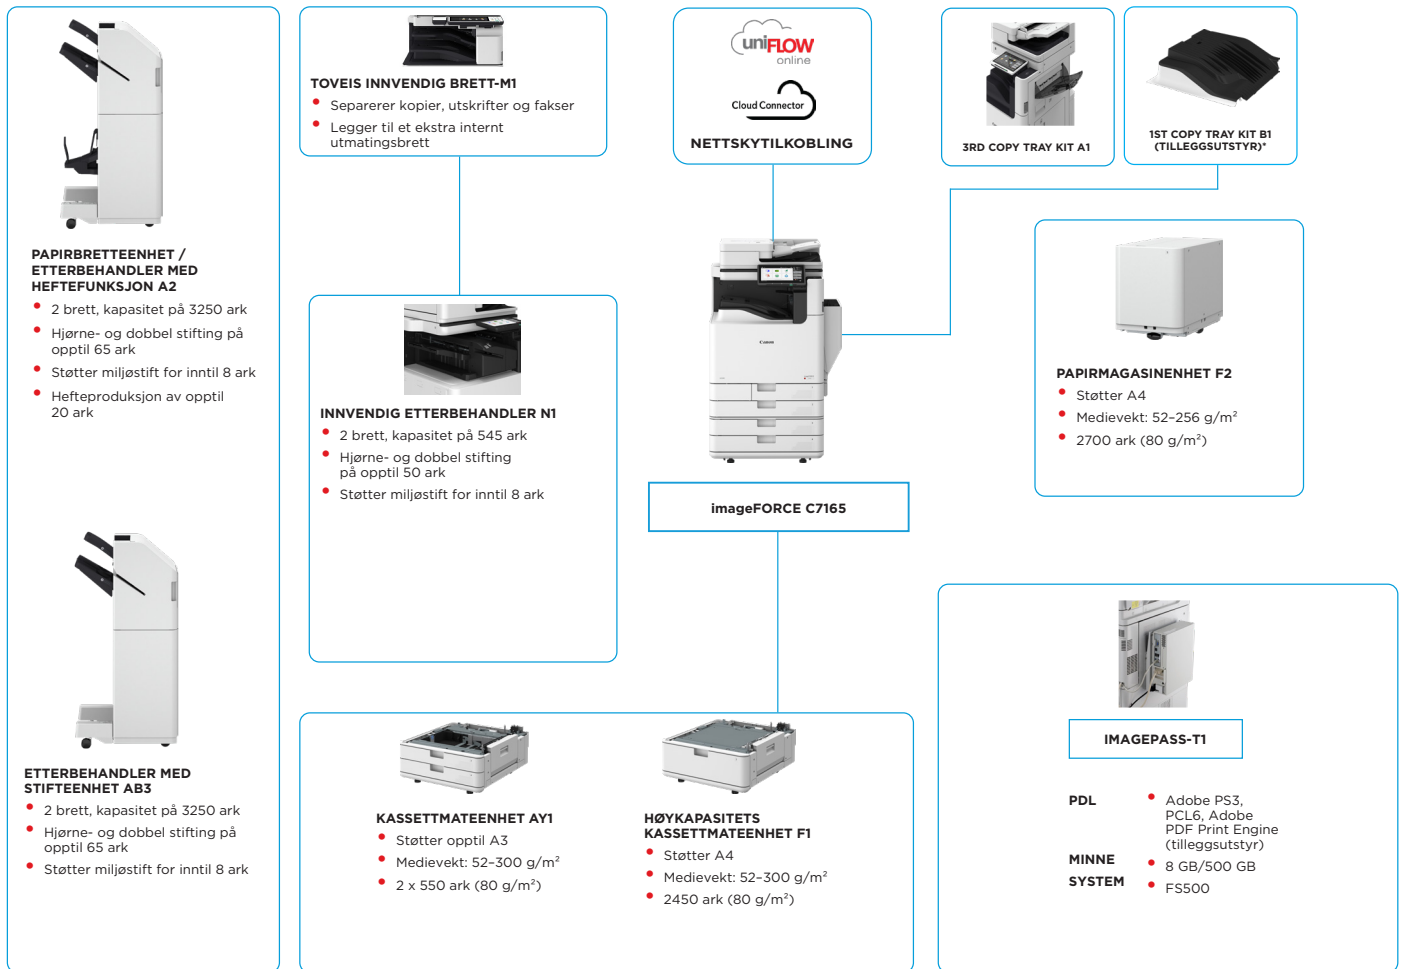 PAPIRBRETTEENHET /
ETTERBEHANDLER MED
HEFTEFUNKSJON A2
2 brett, kapasitet på 3250 ark
Hjørne- og dobbel stifting på
opptil 65 ark
Støtter miljøstift for inntil 8 ark
Hefteproduksjon av opptil
20 ark
ETTERBEHANDLER MED
STIFTEENHET AB3
2 brett, kapasitet på 3250 ark
Hjørne- og dobbel stifting på
opptil 65 ark
Støtter miljøstift for inntil 8 ark
TOVEIS INNVENDIG BRETT-M1
Separerer kopier, utskrifter og fakser
Legger til et ekstra internt
utmatingsbrett
INNVENDIG ETTERBEHANDLER N1
2 brett, kapasitet på 545 ark
Hjørne- og dobbel stifting
på opptil 50 ark
Støtter miljøstift for inntil 8 ark
uniFLOW
online
Cloud Connector
NETTSKYTILKOBLING
Canon
imageFORCE C7165
KASSETTMATEENHET AY1
Støtter opptil A3
Medievekt: 52–300 g/m²
2 x 550 ark (80 g/m²)
HØYKAPASITETS
KASSETTMATEENHET F1
Støtter A4
Medievekt: 52–300 g/m²
2450 ark (80 g/m²)
3RD COPY TRAY KIT A1
1ST COPY TRAY KIT B1
(TILLEGGSUTSTYR)*
PAPIRMAGASINENHET F2
Støtter A4
Medievekt: 52–256 g/m²
2700 ark (80 g/m²)
IMAGEPASS-T1
PDL
Adobe PS3,
PCL6, Adobe
PDF Print Engine
(tilleggsutstyr)
MINNE
8 GB/500 GB
SYSTEM
FS500